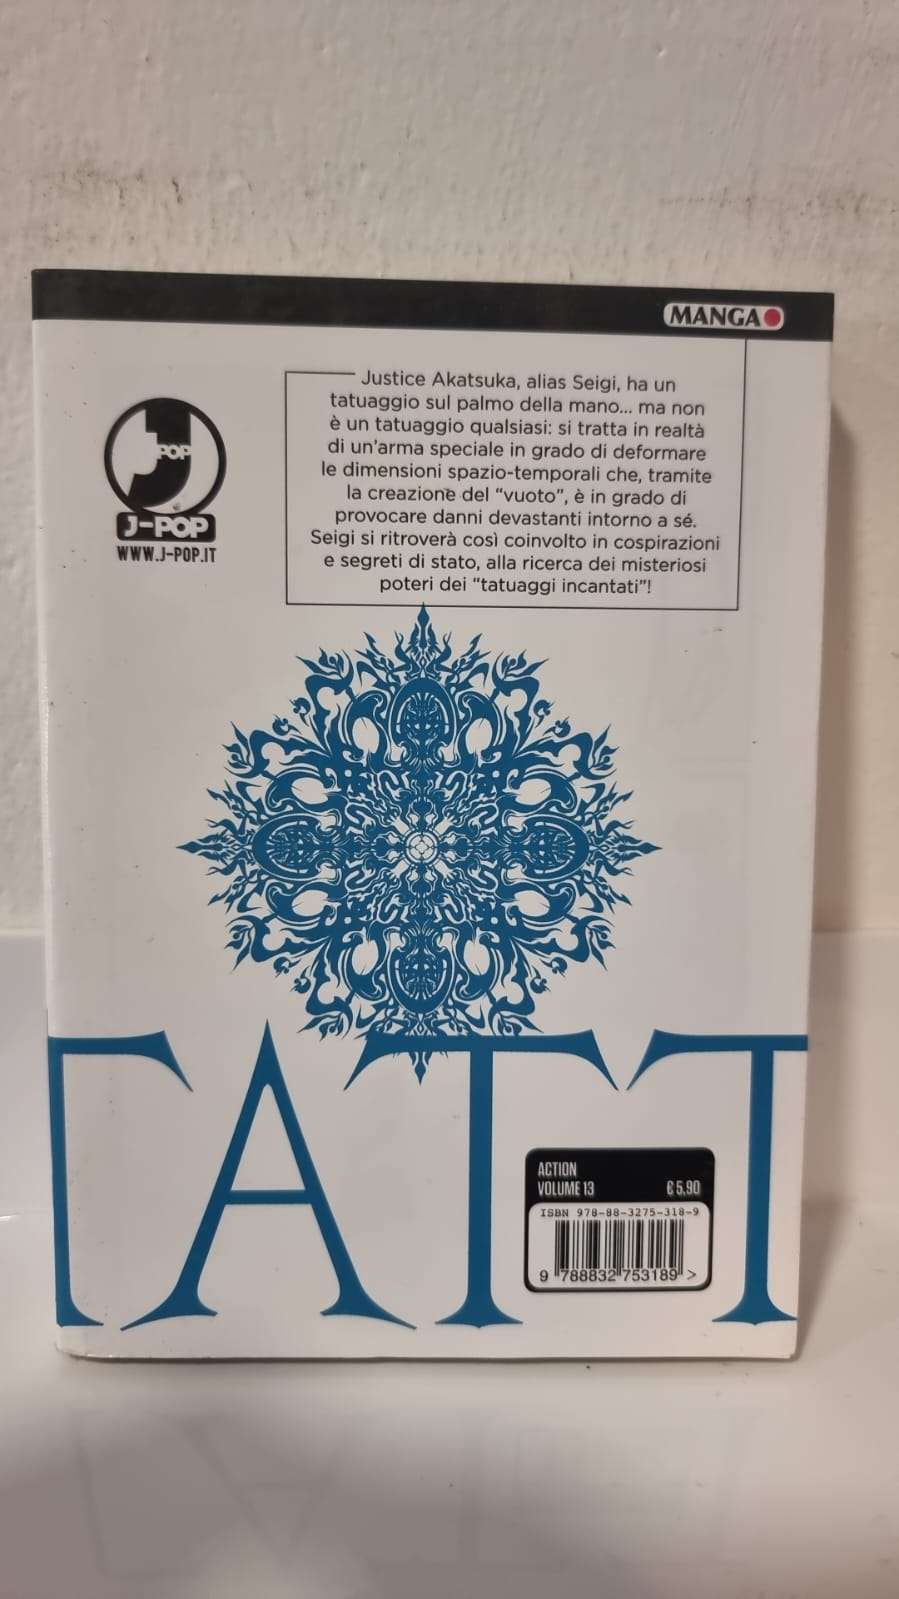 MANGA
Justice Akatsuka, alias Seigi, ha un
tatuaggio sul palmo della mano... ma non
è un tatuaggio qualsiasi: si tratta in realtà
di un'arma speciale in grado di deformare
le dimensioni spazio-temporali che, tramite
la creazione del "vuoto", è in grado di
provocare danni devastanti intorno a sé.
Seigi si ritroverà così coinvolto in cospirazioni
e segreti di stato, alla ricerca dei misteriosi
poteri dei "tatuaggi incantati"!
J POP
J-POP
WWW.J-POP.IT
TATT
ACTION
VOLUME 13 € 5,90
ISBN 978-88-3275-318-9
9 788832 753189 >